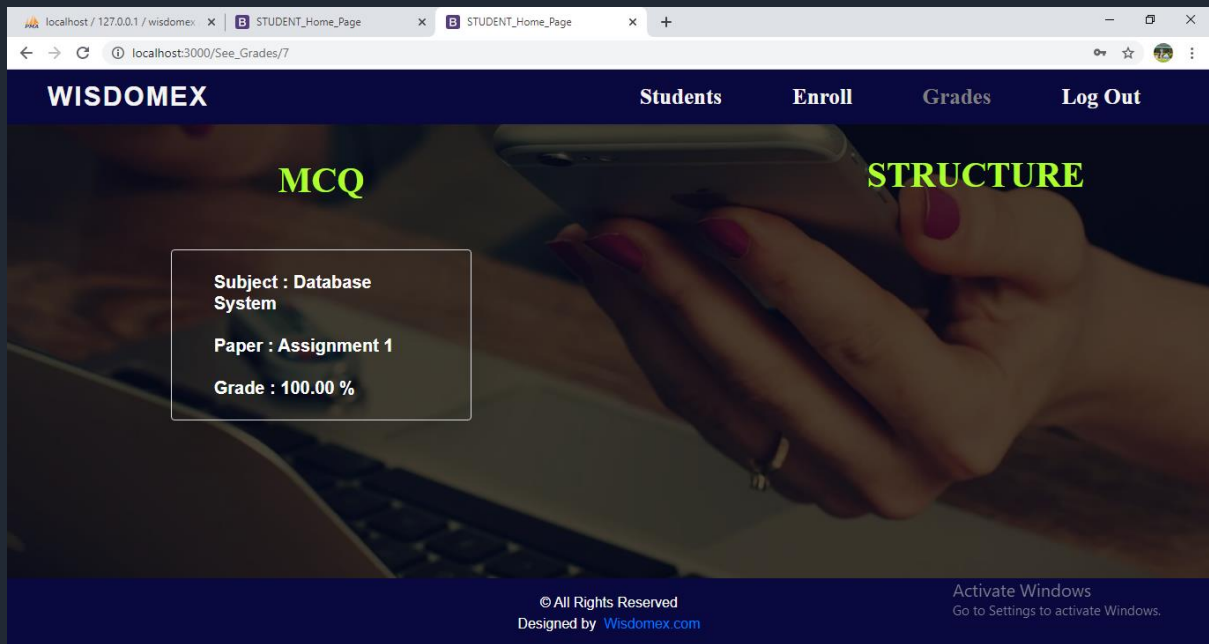 localhost / 127.0.0.1 / wisdomex
STUDENT_Home_Page
STUDENT_Home_Page
localhost:3000/See_Grades/7
WISDOMEX
Students
Enroll
Grades
Log Out
MCQ
STRUCTURE
Subject : Database
System
Paper : Assignment 1
Grade : 100.00 %
© All Rights Reserved
Designed by Wisdomex.com
Activate Windows
Go to Settings to activate Windows.